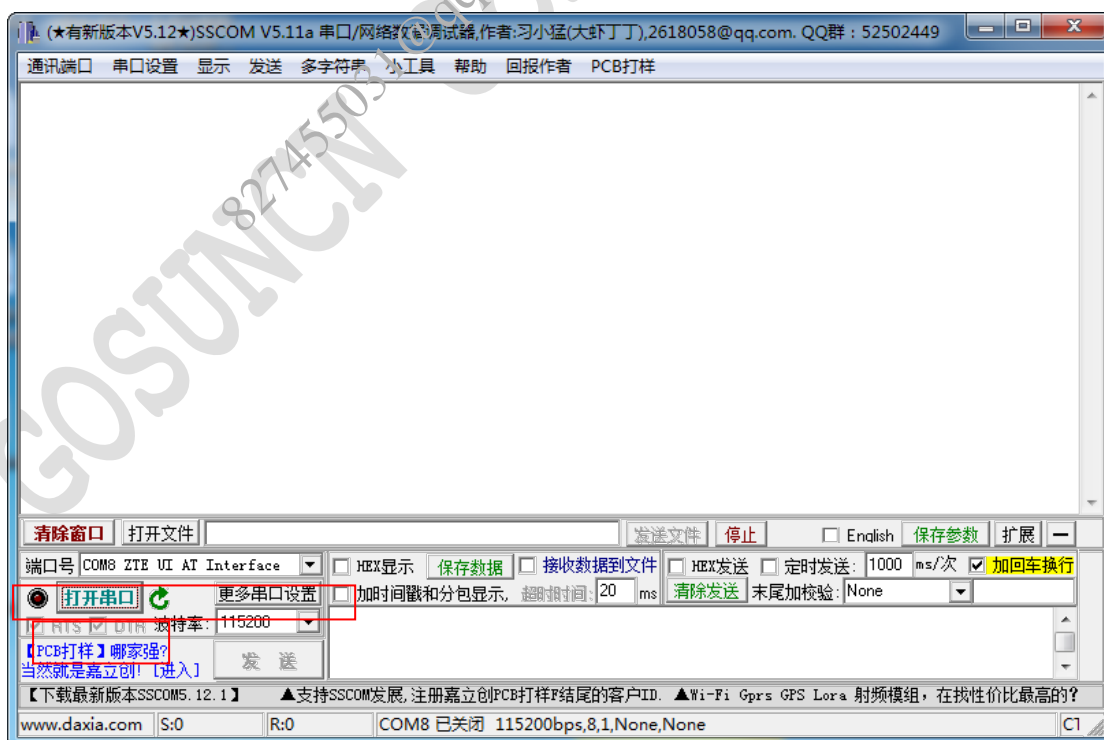 (★有新版本V5.12★)SSCOM V5.11a 串口/网络数据调试器,作者:习小猛(大虾丁丁),2618058@qq.com. QQ群：52502449
通讯端口 串口设置 显示 发送 多字符串 小工具 帮助 回报作者 PCB打样
827455031@qq
GOSUNCN
清除窗口 打开文件 发送文件 停止 English 保存参数 扩展
端口号 COM8 ZTE UI AT Interface HEX显示 保存数据 接收数据到文件 HEX发送 定时发送: 1000 ms/次 加回车换行
打开串口 更多串口设置 加时间戳和分包显示, 超时时间: 20 ms 清除发送 末尾加校验: None
RTS DTR 波特率: 115200
【PCB打样】哪家强?
当然就是嘉立创! [进入] 发 送
【下载最新版本SSCOM5.12.1】 ▲支持SSCOM发展,注册嘉立创PCB打样F结尾的客户ID. ▲Wi-Fi Gprs GPS Lora 射频模组，在找性价比最高的?
www.daxia.com S:0 R:0 COM8 已关闭 115200bps,8,1,None,None